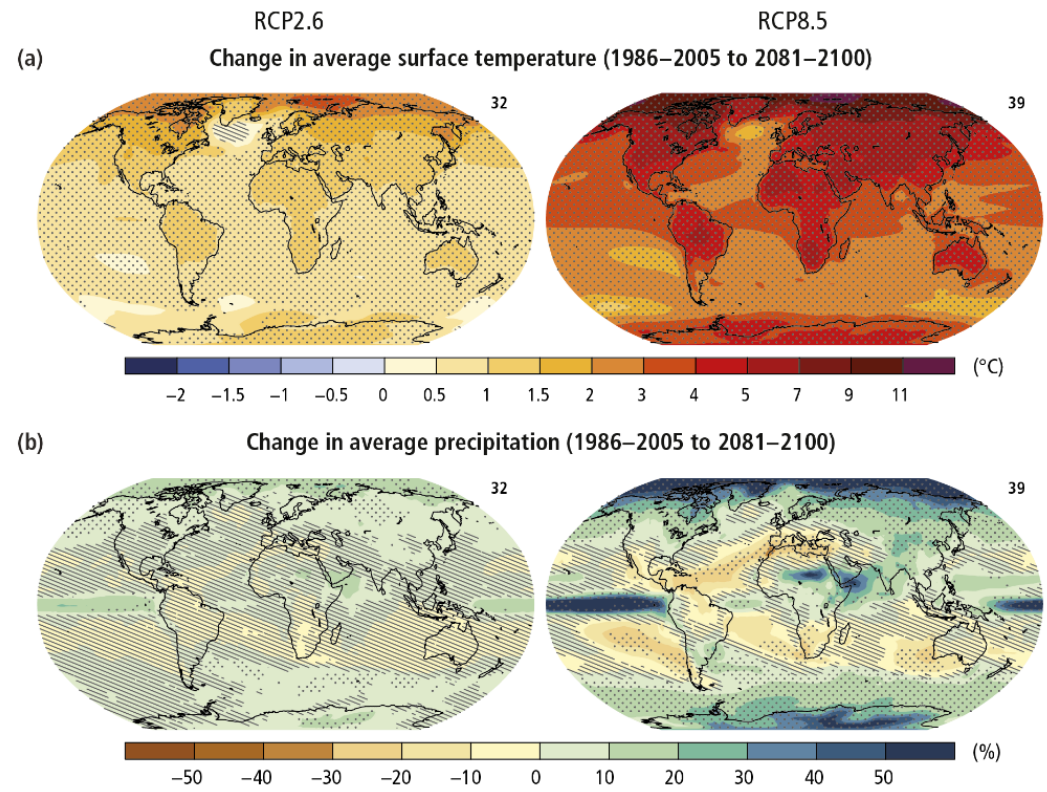 RCP2.6 RCP8.5
(a) Change in average surface temperature (1986–2005 to 2081–2100)
32 39
−2 −1.5 −1 −0.5 0 0.5 1 1.5 2 3 4 5 7 9 11 (°C)
(b) Change in average precipitation (1986–2005 to 2081–2100)
32 39
−50 −40 −30 −20 −10 0 10 20 30 40 50 (%)